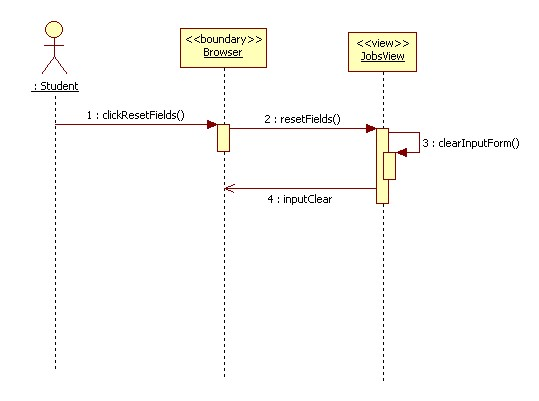 <<boundary>>
Browser
<<view>>
JobsView
: Student
1 : clickResetFields()
2 : resetFields()
3 : clearInputForm()
4 : inputClear